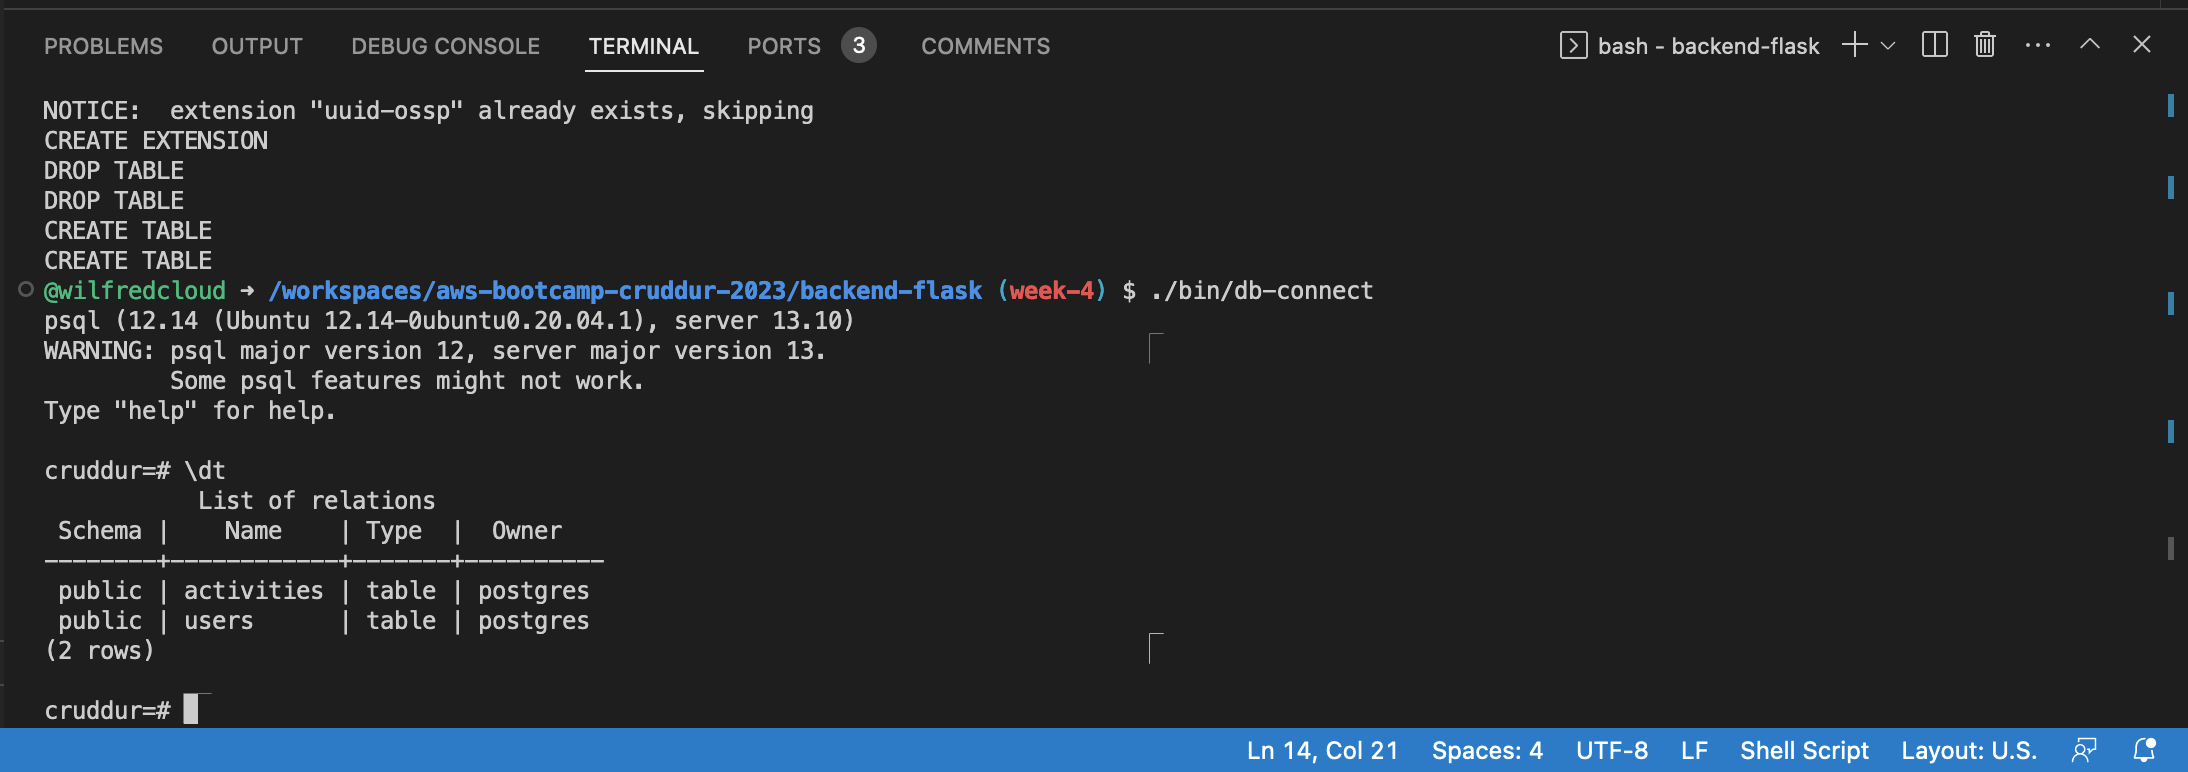 PROBLEMS OUTPUT DEBUG CONSOLE TERMINAL PORTS 3 COMMENTS bash - backend-flask
NOTICE:  extension "uuid-ossp" already exists, skipping
CREATE EXTENSION
DROP TABLE
DROP TABLE
CREATE TABLE
CREATE TABLE
@wilfredcloud → /workspaces/aws-bootcamp-cruddur-2023/backend-flask (week-4) $ ./bin/db-connect
psql (12.14 (Ubuntu 12.14-0ubuntu0.20.04.1), server 13.10)
WARNING: psql major version 12, server major version 13.
         Some psql features might not work.
Type "help" for help.
cruddur=# \dt
           List of relations
 Schema |    Name    | Type  |  Owner
--------+------------+-------+----------
 public | activities | table | postgres
 public | users      | table | postgres
(2 rows)
cruddur=#
Ln 14, Col 21 Spaces: 4 UTF-8 LF Shell Script Layout: U.S.